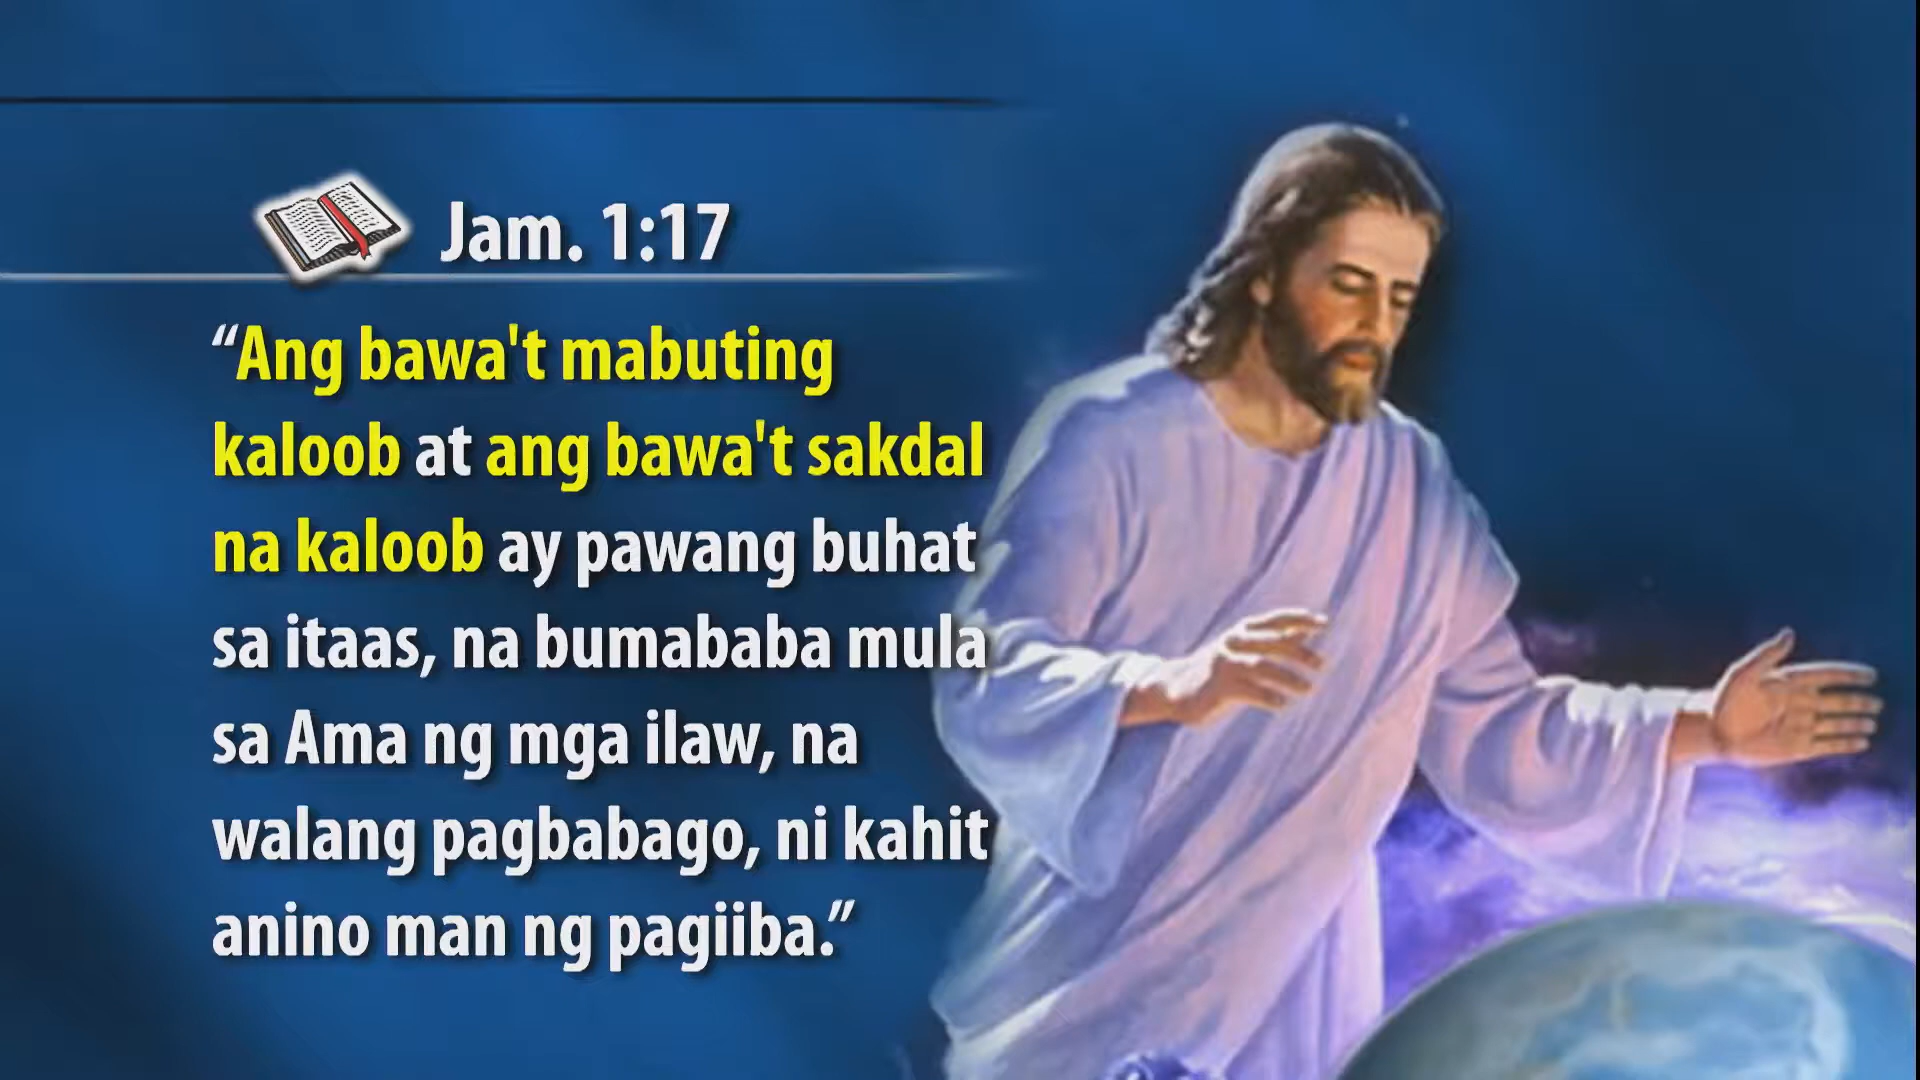 Jam. 1:17
“Ang bawa't mabuting
kaloob at ang bawa't sakdal
na kaloob ay pawang buhat
sa itaas, na bumababa mula
sa Ama ng mga ilaw, na
walang pagbabago, ni kahit
anino man ng pagiiba.”